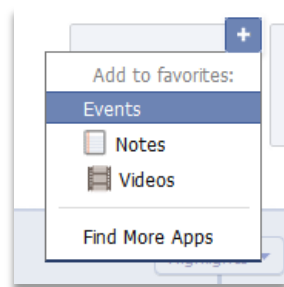 +
Add to favorites:
Events
Notes
Videos
Find More Apps